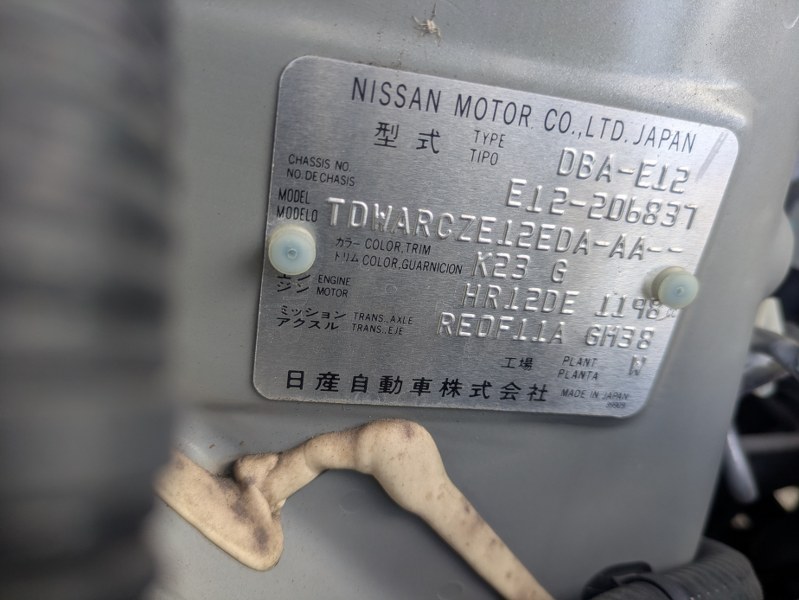 NISSAN MOTOR CO.,LTD. JAPAN
型式 TYPE TIPO DBA-E12
CHASSIS NO. NO. DE CHASIS E12-206837
MODEL MODELO TDWARGZE12EDA-AA--
カラー COLOR,TRIM
トリム COLOR,GUARNICION K23 G
エンジン ENGINE MOTOR HR12DE 1198
ミッション TRANS.,AXLE
アクスル TRANS.,EJE REDF11A GH38
工場 PLANT PLANTA W
日産自動車株式会社 MADE IN JAPAN